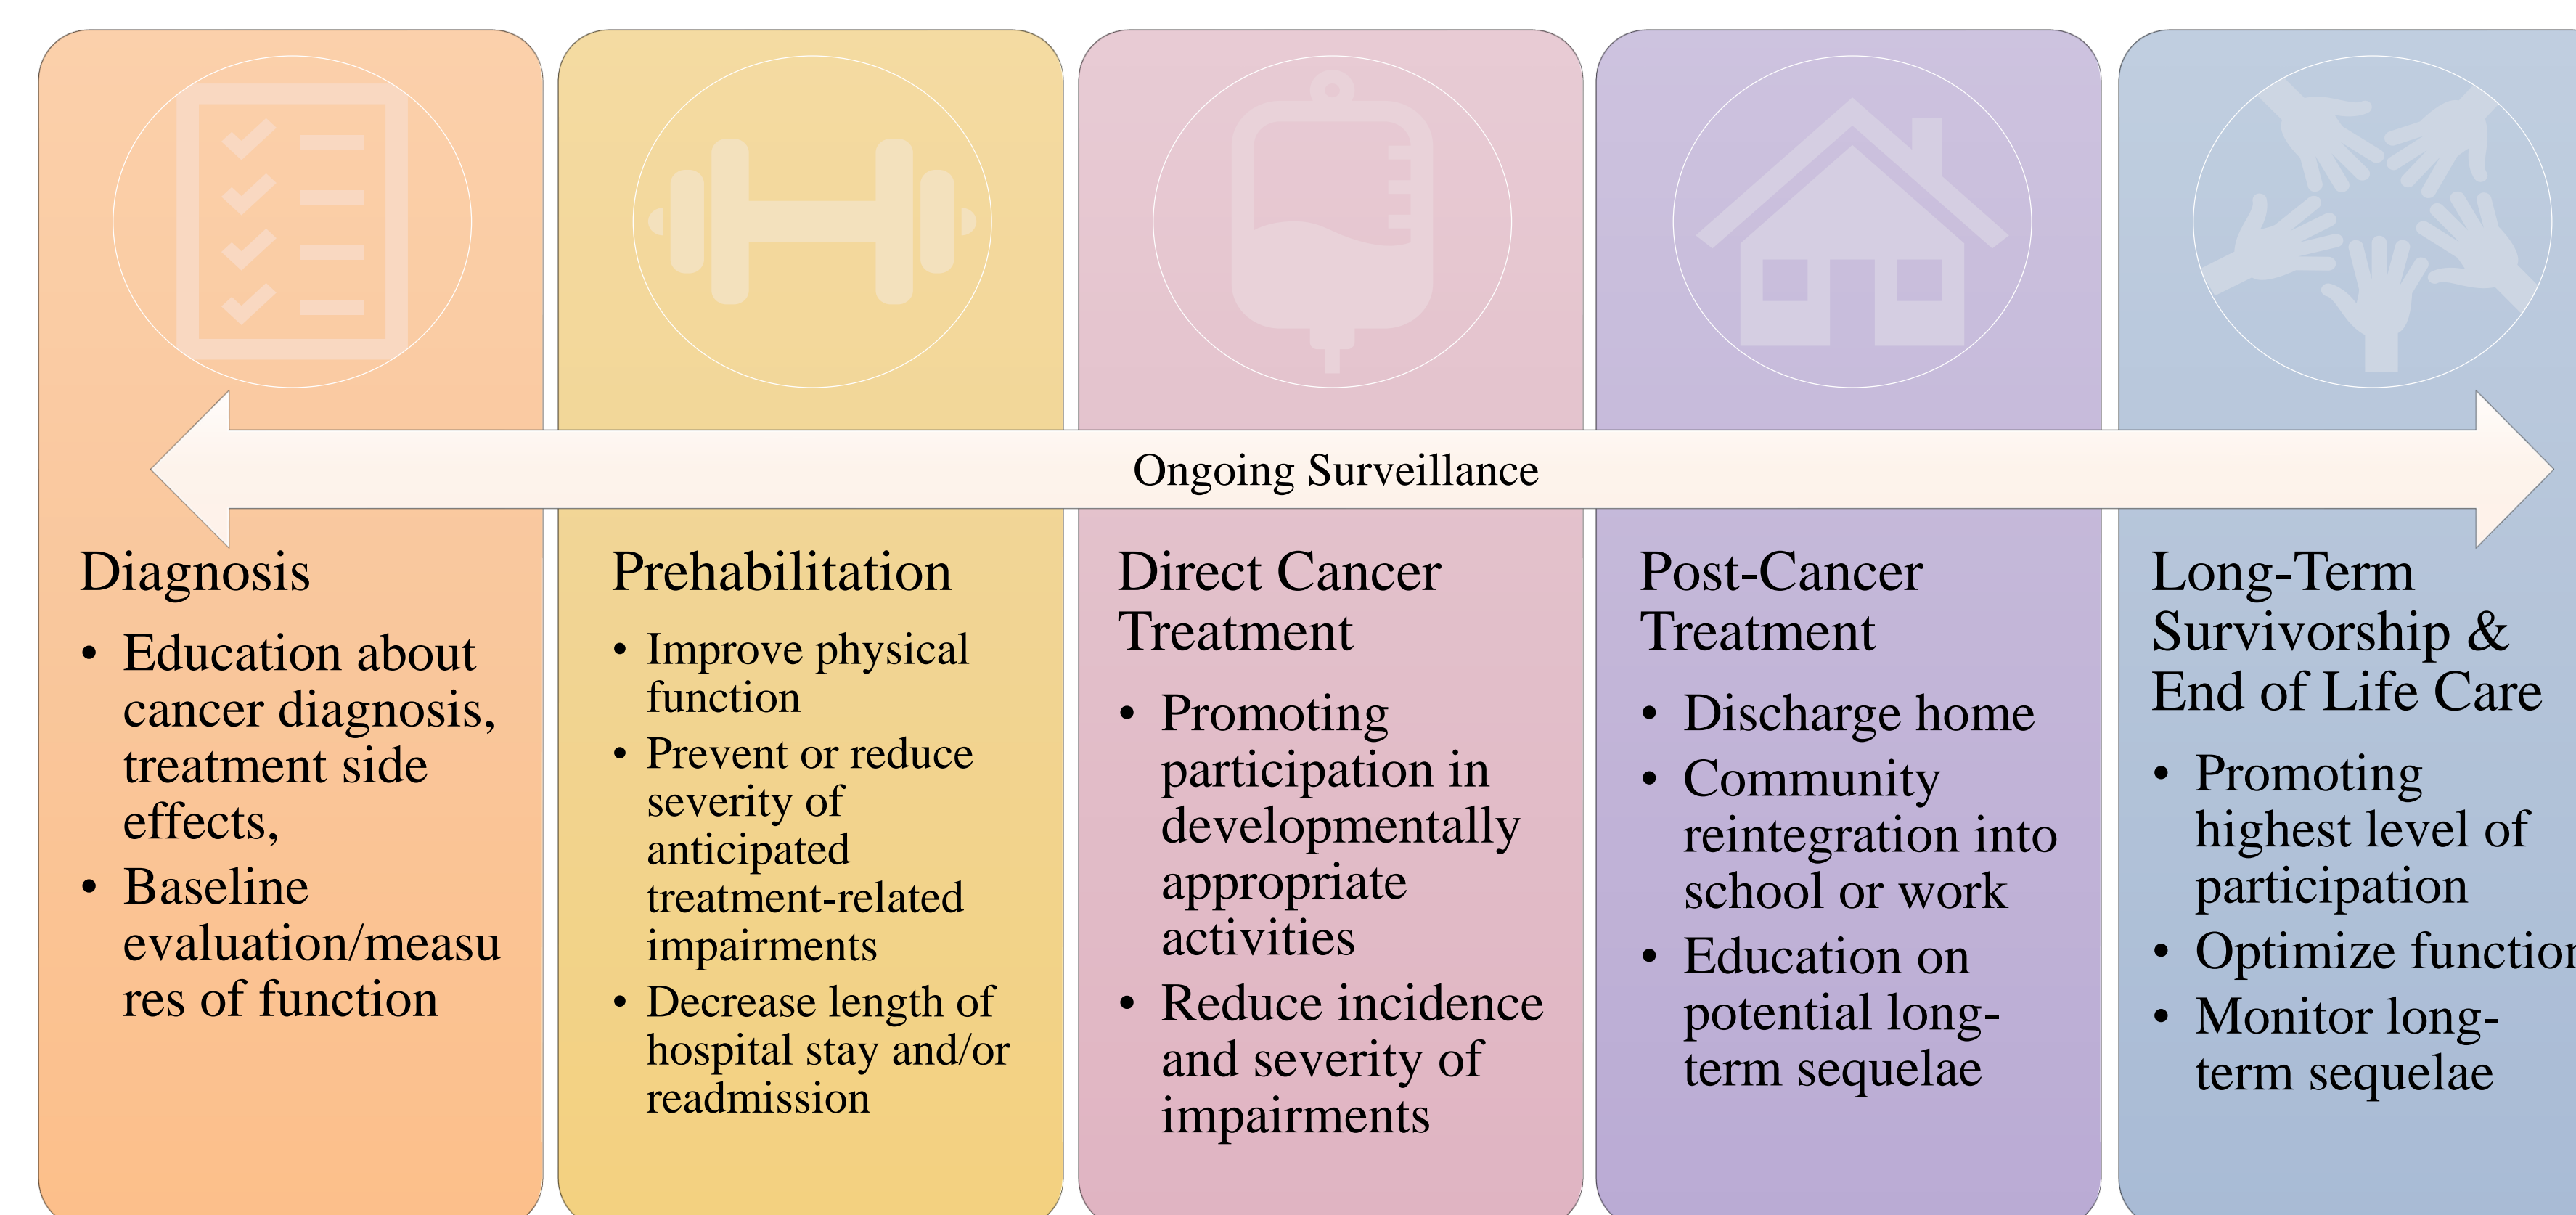 Ongoing Surveillance
Diagnosis
• Education about
cancer diagnosis,
treatment side
effects,
• Baseline
evaluation/measu
res of function
Prehabilitation
• Improve physical
function
• Prevent or reduce
severity of
anticipated
treatment-related
impairments
• Decrease length of
hospital stay and/or
readmission
Direct Cancer
Treatment
• Promoting
participation in
developmentally
appropriate
activities
• Reduce incidence
and severity of
impairments
Post-Cancer
Treatment
• Discharge home
• Community
reintegration into
school or work
• Education on
potential long-
term sequelae
Long-Term
Survivorship &
End of Life Care
• Promoting
highest level of
participation
• Optimize function
• Monitor long-
term sequelae